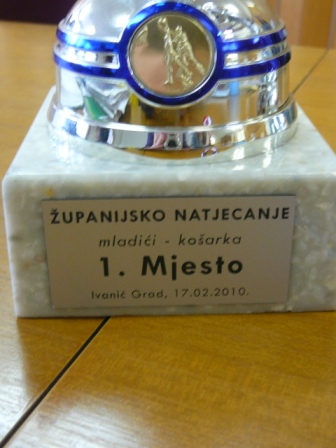 ŽUPANIJSKO NATJECANJE
mladići - košarka
1. Mjesto
Ivanić Grad, 17.02.2010.